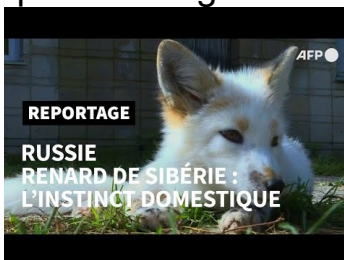 AFP
REPORTAGE
RUSSIE
RENARD DE SIBÉRIE :
L'INSTINCT DOMESTIQUE